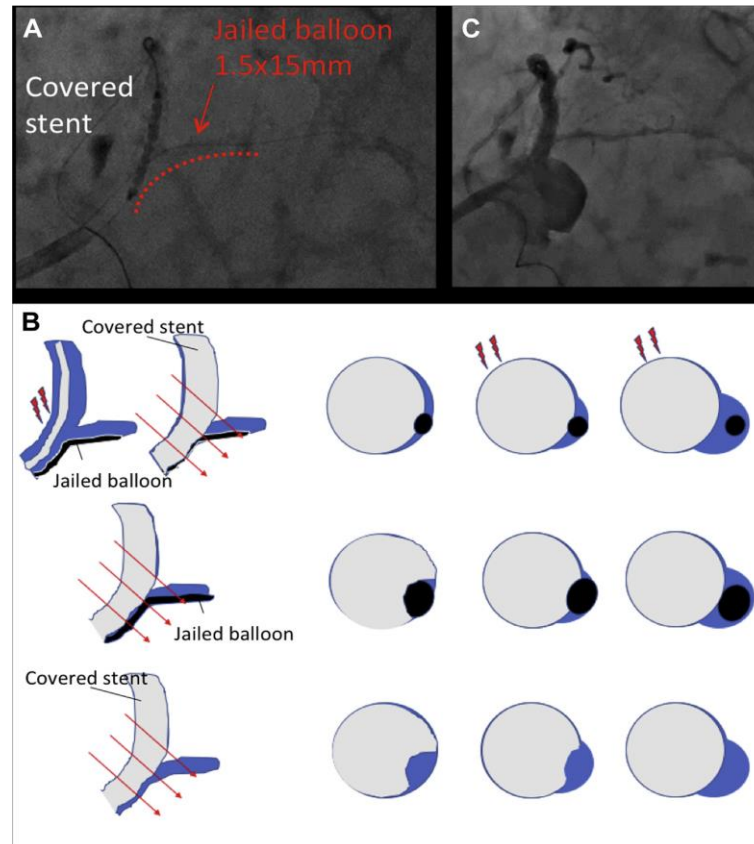 A
Jailed balloon
1.5x15mm
Covered
stent
C
B
Covered stent
Jailed balloon
Jailed balloon
Covered stent